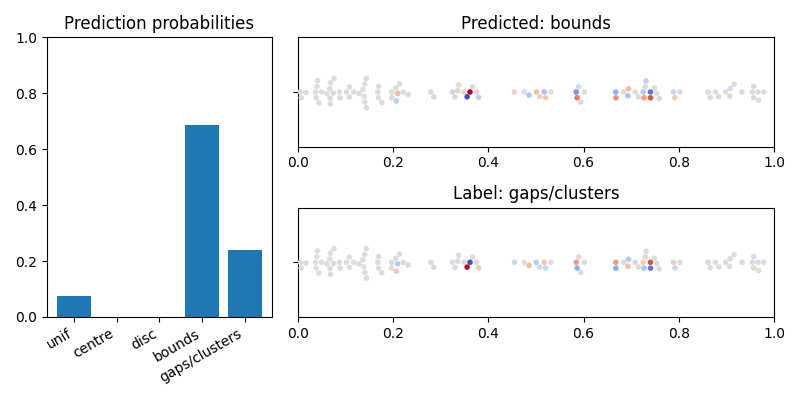 Prediction probabilities
1.0
0.8
0.6
0.4
0.2
0.0
unif
centre
disc
bounds
gaps/clusters
Predicted: bounds
0.0 0.2 0.4 0.6 0.8 1.0
Label: gaps/clusters
0.0 0.2 0.4 0.6 0.8 1.0